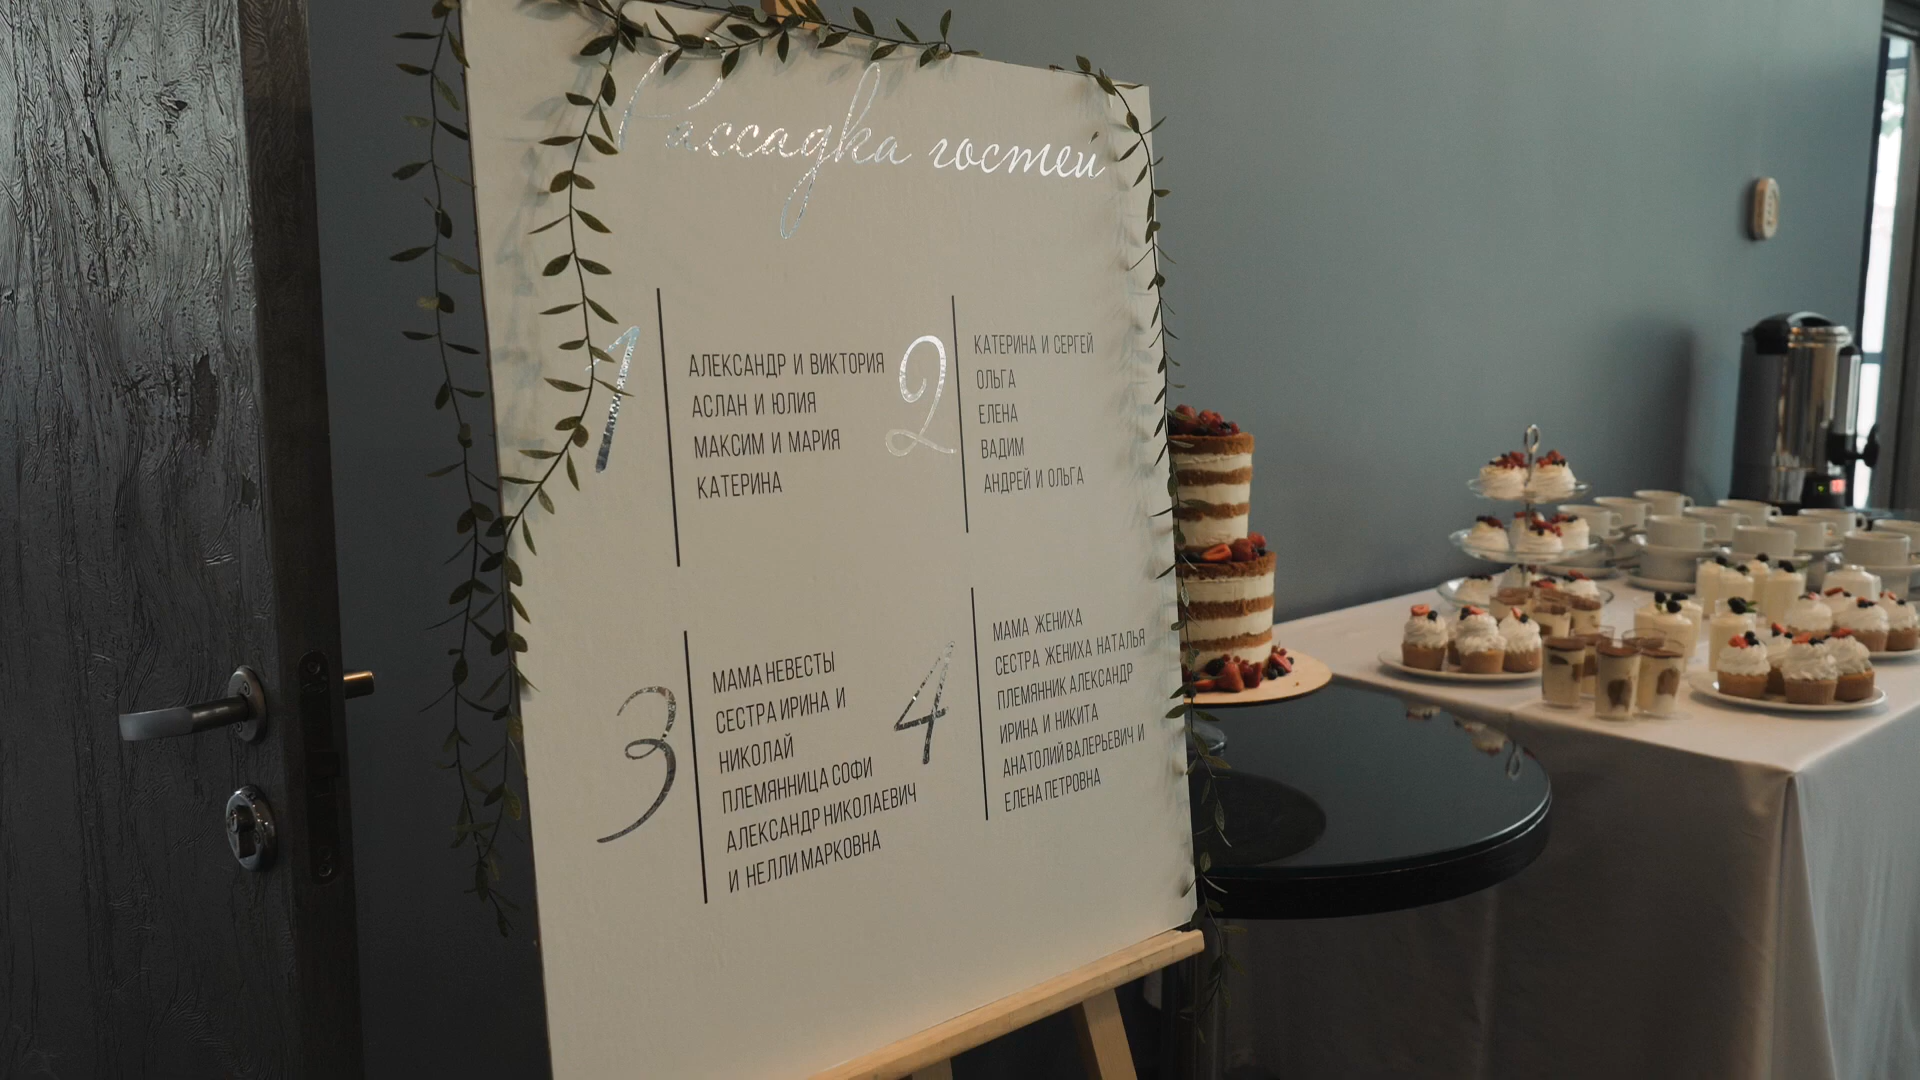 Рассадка гостей
1
АЛЕКСАНДР И ВИКТОРИЯ
АСЛАН И ЮЛИЯ
МАКСИМ И МАРИЯ
КАТЕРИНА
2
КАТЕРИНА И СЕРГЕЙ
ОЛЬГА
ЕЛЕНА
ВАДИМ
АНДРЕЙ И ОЛЬГА
3
МАМА НЕВЕСТЫ
СЕСТРА ИРИНА И
НИКОЛАЙ
ПЛЕМЯННИЦА СОФИ
АЛЕКСАНДР НИКОЛАЕВИЧ
И НЕЛЛИ МАРКОВНА
4
МАМА ЖЕНИХА
СЕСТРА ЖЕНИХА НАТАЛЬЯ
ПЛЕМЯННИК АЛЕКСАНДР
ИРИНА И НИКИТА
АНАТОЛИЙ ВАЛЕРЬЕВИЧ И
ЕЛЕНА ПЕТРОВНА